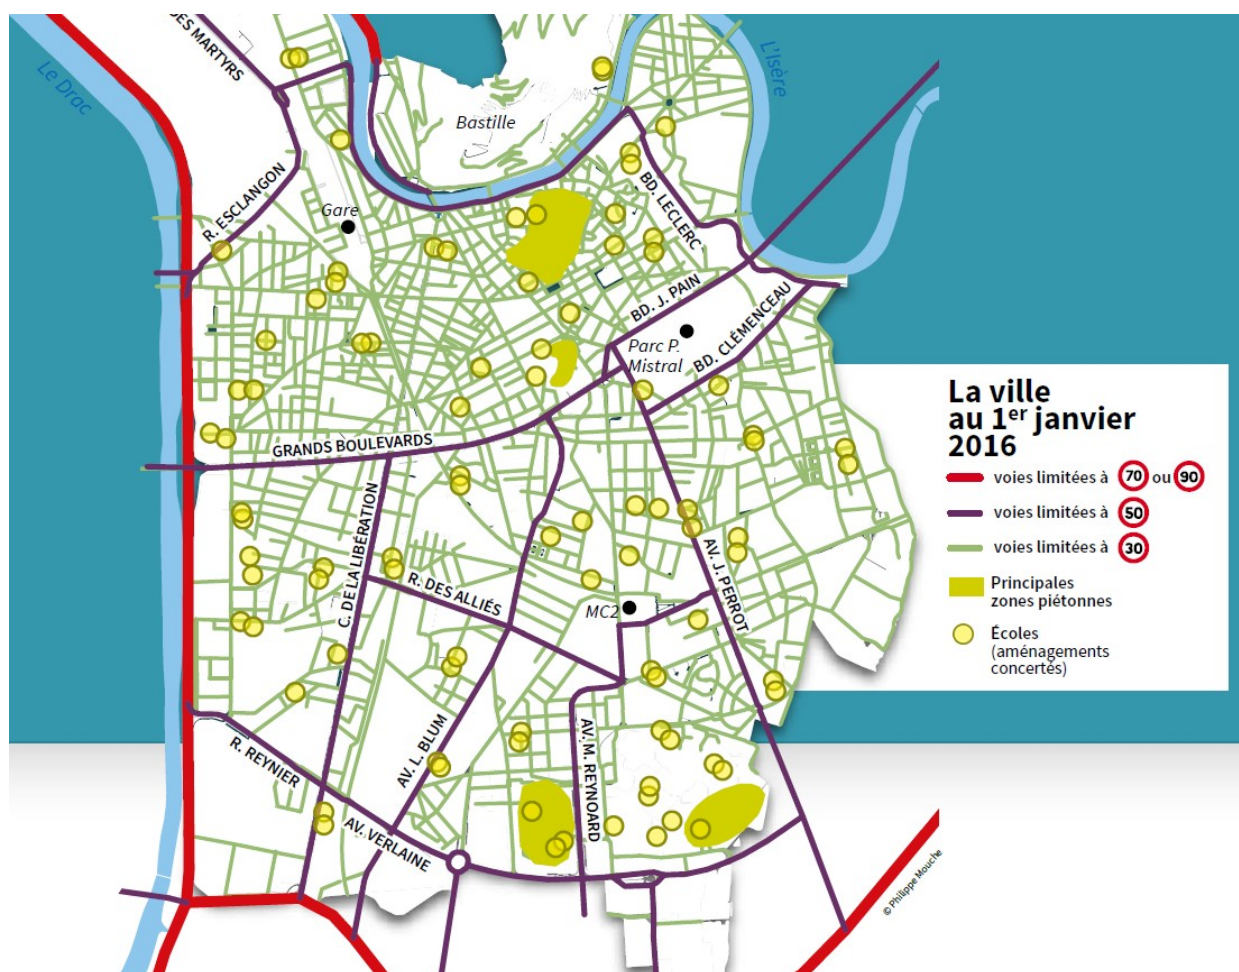 DES MARTYRS
Le Drac
L'Isère
Bastille
R. ESCLANGON
Gare
BD. LECLERC
BD. J. PAIN
Parc P.
Mistral
BD. CLÉMENCEAU
GRANDS BOULEVARDS
C. DE LA LIBÉRATION
R. DES ALLIÉS
MC2
AV. J. PERROT
R. REYNIER
AV. L. BLUM
AV. M. REYNOARD
AV. VERLAINE
La ville
au 1er janvier
2016
voies limitées à 70 ou 90
voies limitées à 50
voies limitées à 30
Principales
zones piétonnes
Écoles
(aménagements
concertés)
© Philippe Mouche